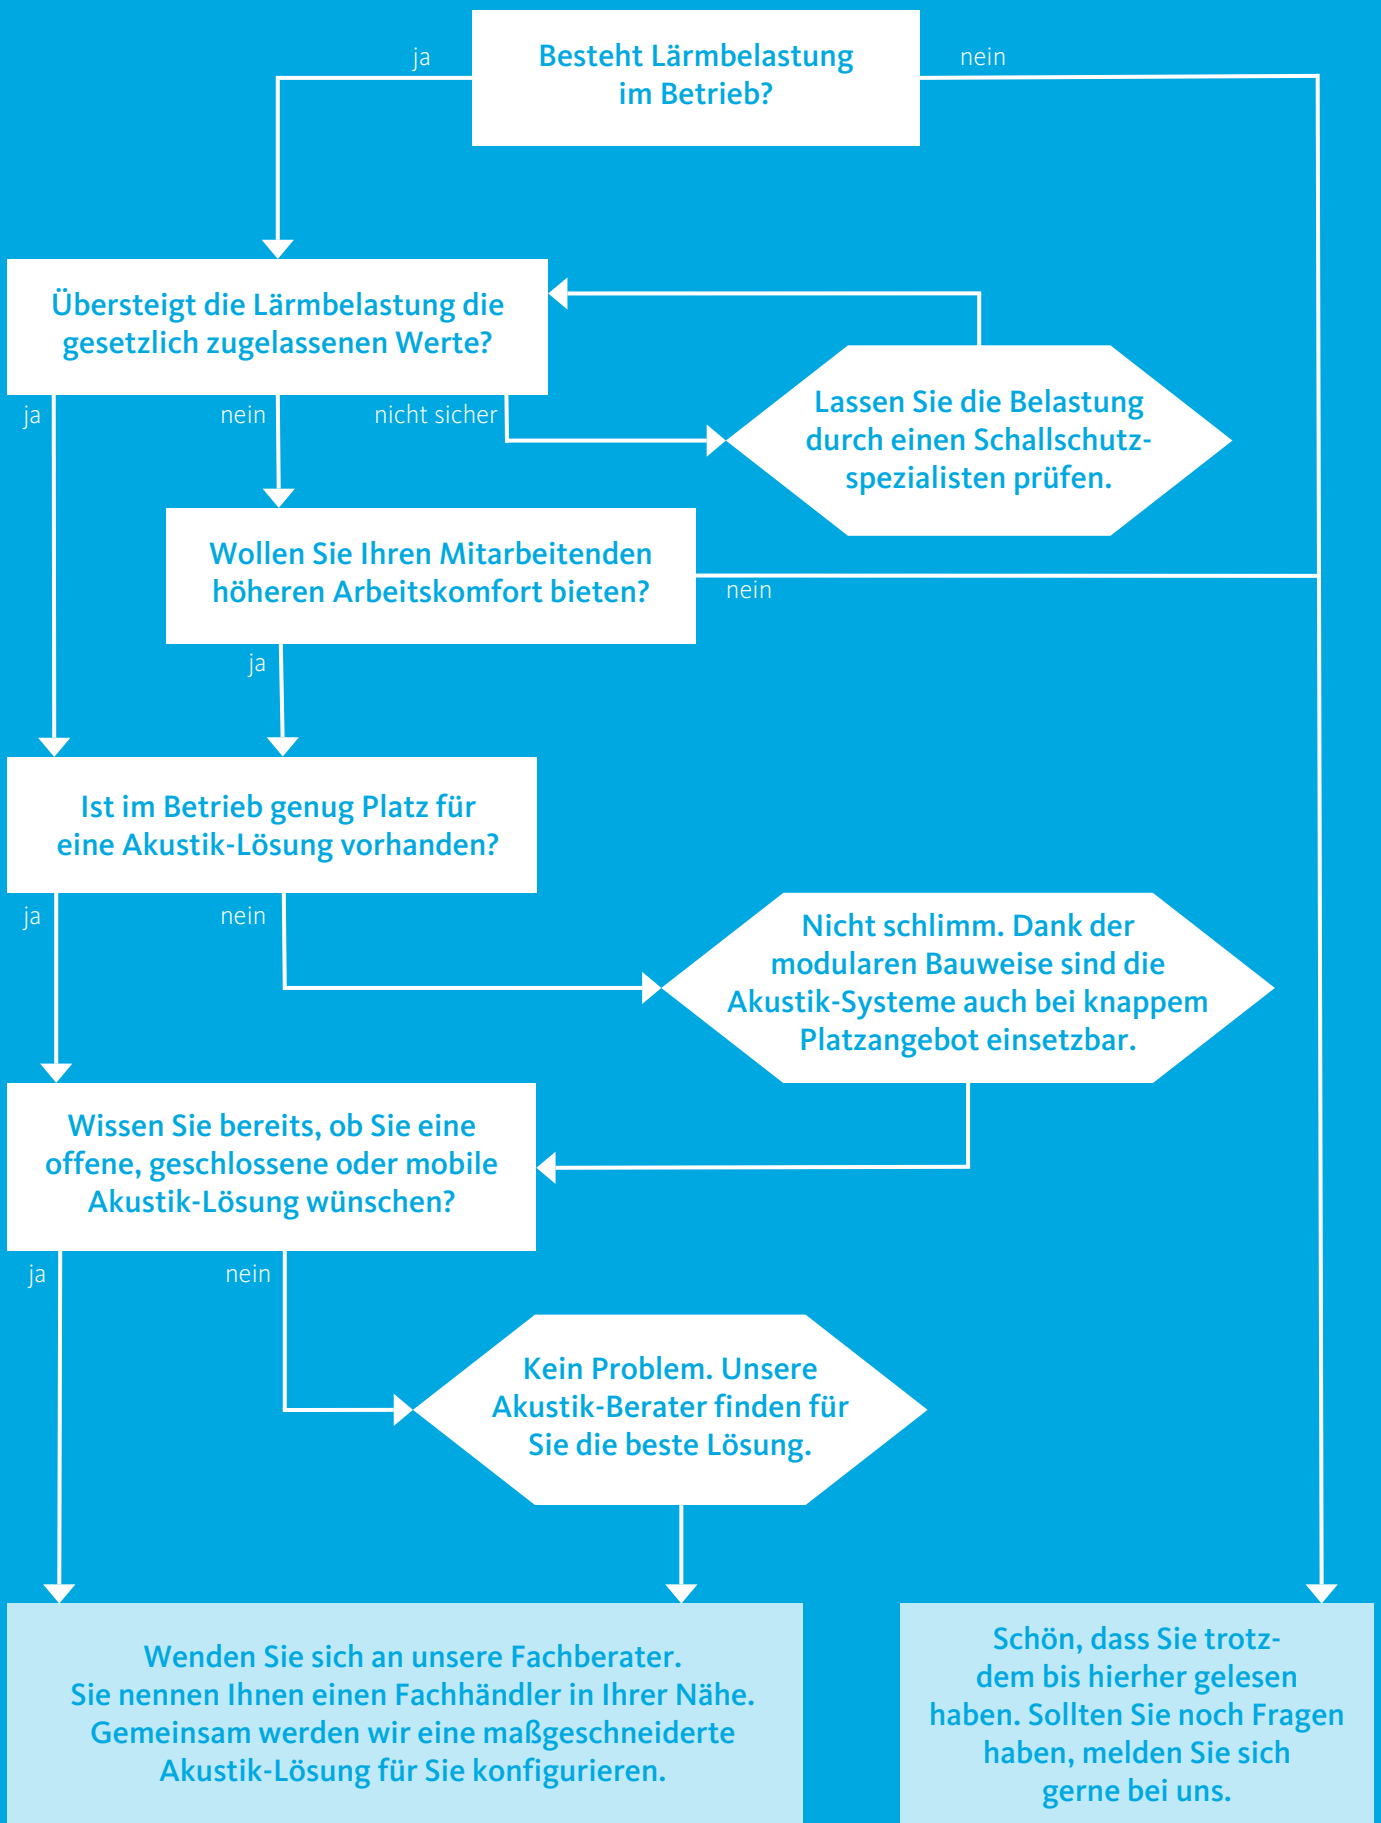 ja
Besteht Lärmbelastung
im Betrieb?
nein
Übersteigt die Lärmbelastung die
gesetzlich zugelassenen Werte?
ja
nein
nicht sicher
Lassen Sie die Belastung
durch einen Schallschutz-
spezialisten prüfen.
Wollen Sie Ihren Mitarbeitenden
höheren Arbeitskomfort bieten?
nein
ja
Ist im Betrieb genug Platz für
eine Akustik-Lösung vorhanden?
ja
nein
Nicht schlimm. Dank der
modularen Bauweise sind die
Akustik-Systeme auch bei knappem
Platzangebot einsetzbar.
Wissen Sie bereits, ob Sie eine
offene, geschlossene oder mobile
Akustik-Lösung wünschen?
ja
nein
Kein Problem. Unsere
Akustik-Berater finden für
Sie die beste Lösung.
Wenden Sie sich an unsere Fachberater.
Sie nennen Ihnen einen Fachhändler in Ihrer Nähe.
Gemeinsam werden wir eine maßgeschneiderte
Akustik-Lösung für Sie konfigurieren.
Schön, dass Sie trotz-
dem bis hierher gelesen
haben. Sollten Sie noch Fragen
haben, melden Sie sich
gerne bei uns.